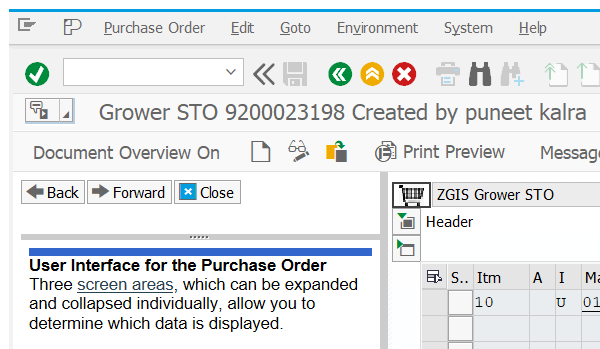 Purchase Order Edit Goto Environment System Help
Grower STO 9200023198 Created by puneet kalra
Document Overview On Print Preview Message
Back Forward Close
ZGIS Grower STO
Header
User Interface for the Purchase Order
Three screen areas, which can be expanded
and collapsed individually, allow you to
determine which data is displayed.
S.. Itm A I Ma
10 U 01